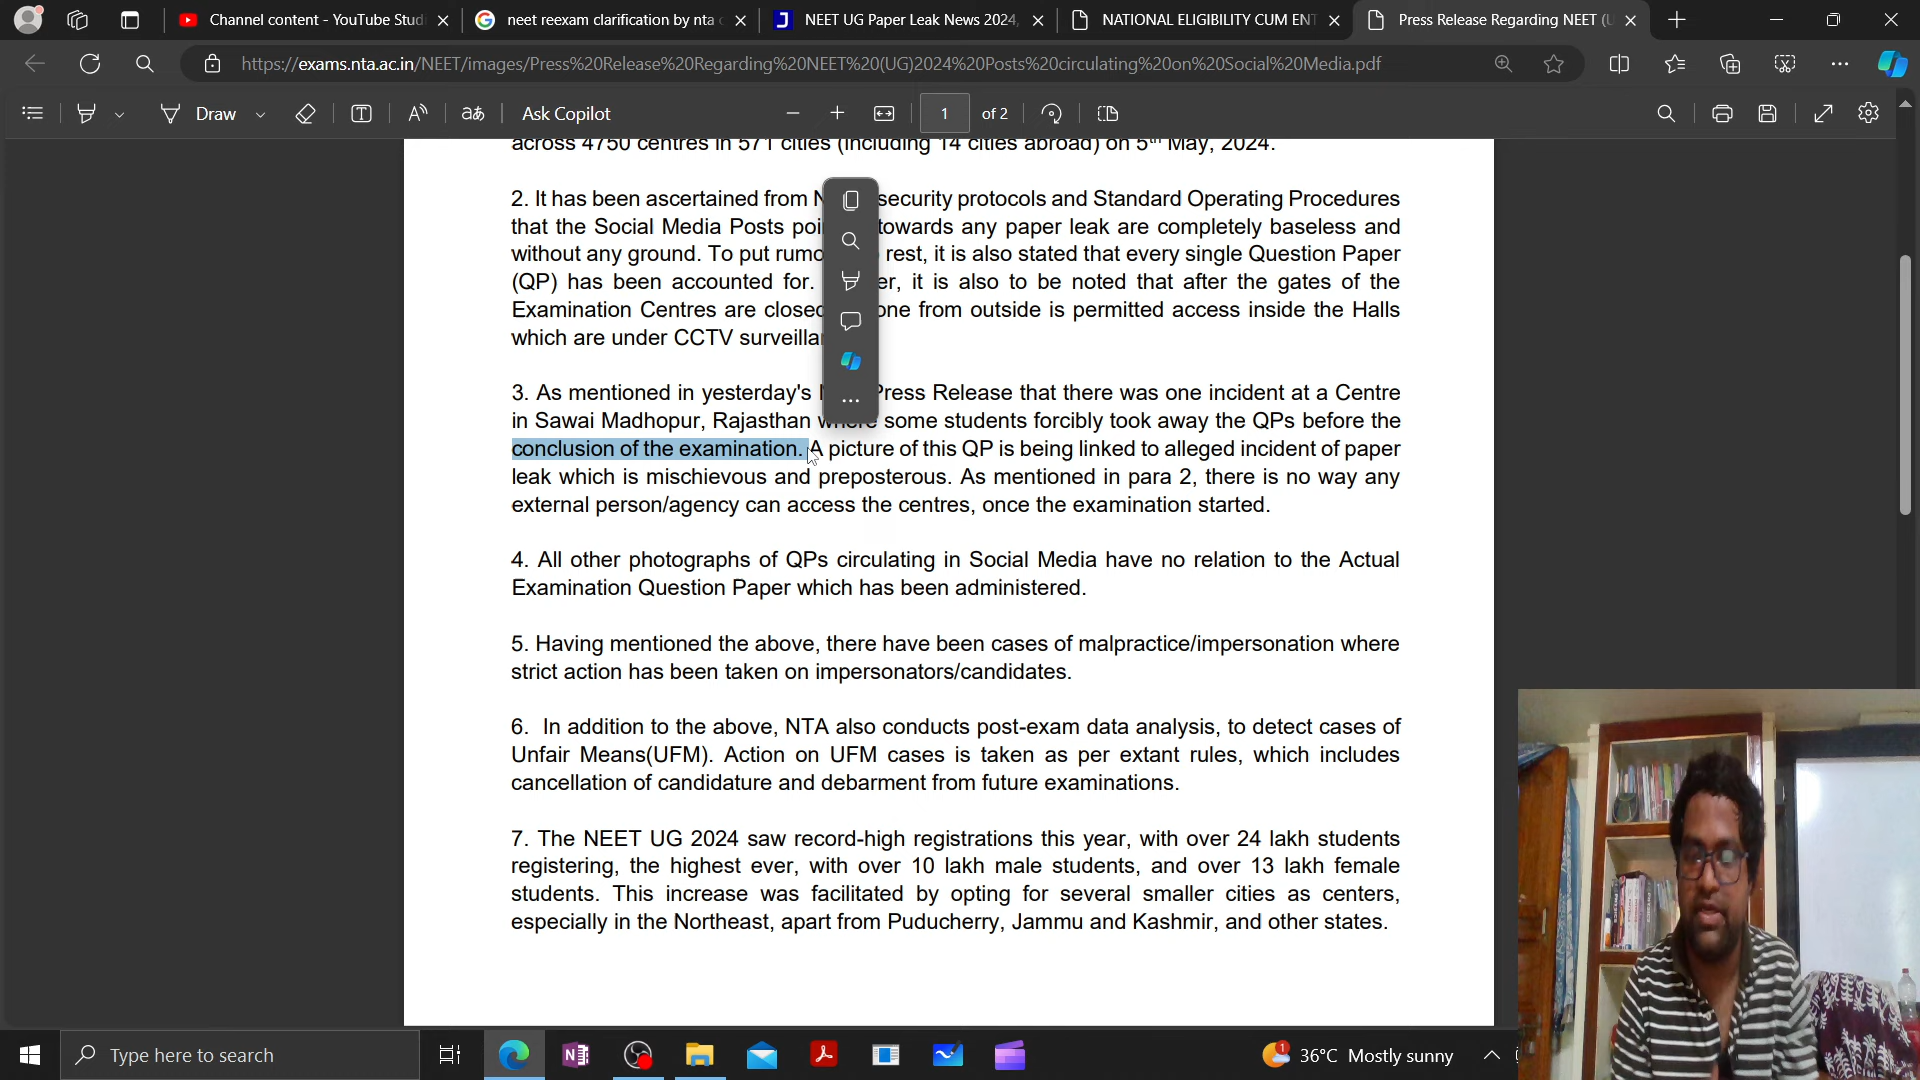 Channel content - YouTube Stud
neet reexam clarification by nta
NEET UG Paper Leak News 2024,
NATIONAL ELIGIBILITY CUM ENT
Press Release Regarding NEET (U
https://exams.nta.ac.in/NEET/images/Press%20Release%20Regarding%20NEET%20(UG)2024%20Posts%20circulating%20on%20Social%20Media.pdf
Draw
Ask Copilot
1 of 2
across 4750 centres in 571 cities (including 14 cities abroad) on 5th May, 2024.
2. It has been ascertained from security protocols and Standard Operating Procedures
that the Social Media Posts towards any paper leak are completely baseless and
without any ground. To put rest, it is also stated that every single Question Paper
(QP) has been accounted for. it is also to be noted that after the gates of the
Examination Centres are from outside is permitted access inside the Halls
which are under CCTV
3. As mentioned in yesterday's Press Release that there was one incident at a Centre
in Sawai Madhopur, Rajasthan where some students forcibly took away the QPs before the
conclusion of the examination. A picture of this QP is being linked to alleged incident of paper
leak which is mischievous and preposterous. As mentioned in para 2, there is no way any
external person/agency can access the centres, once the examination started.
4. All other photographs of QPs circulating in Social Media have no relation to the Actual
Examination Question Paper which has been administered.
5. Having mentioned the above, there have been cases of malpractice/impersonation where
strict action has been taken on impersonators/candidates.
6. In addition to the above, NTA also conducts post-exam data analysis, to detect cases of
Unfair Means(UFM). Action on UFM cases is taken as per extant rules, which includes
cancellation of candidature and debarment from future examinations.
7. The NEET UG 2024 saw record-high registrations this year, with over 24 lakh students
registering, the highest ever, with over 10 lakh male students, and over 13 lakh female
students. This increase was facilitated by opting for several smaller cities as centers,
especially in the Northeast, apart from Puducherry, Jammu and Kashmir, and other states.
Type here to search
36°C Mostly sunny